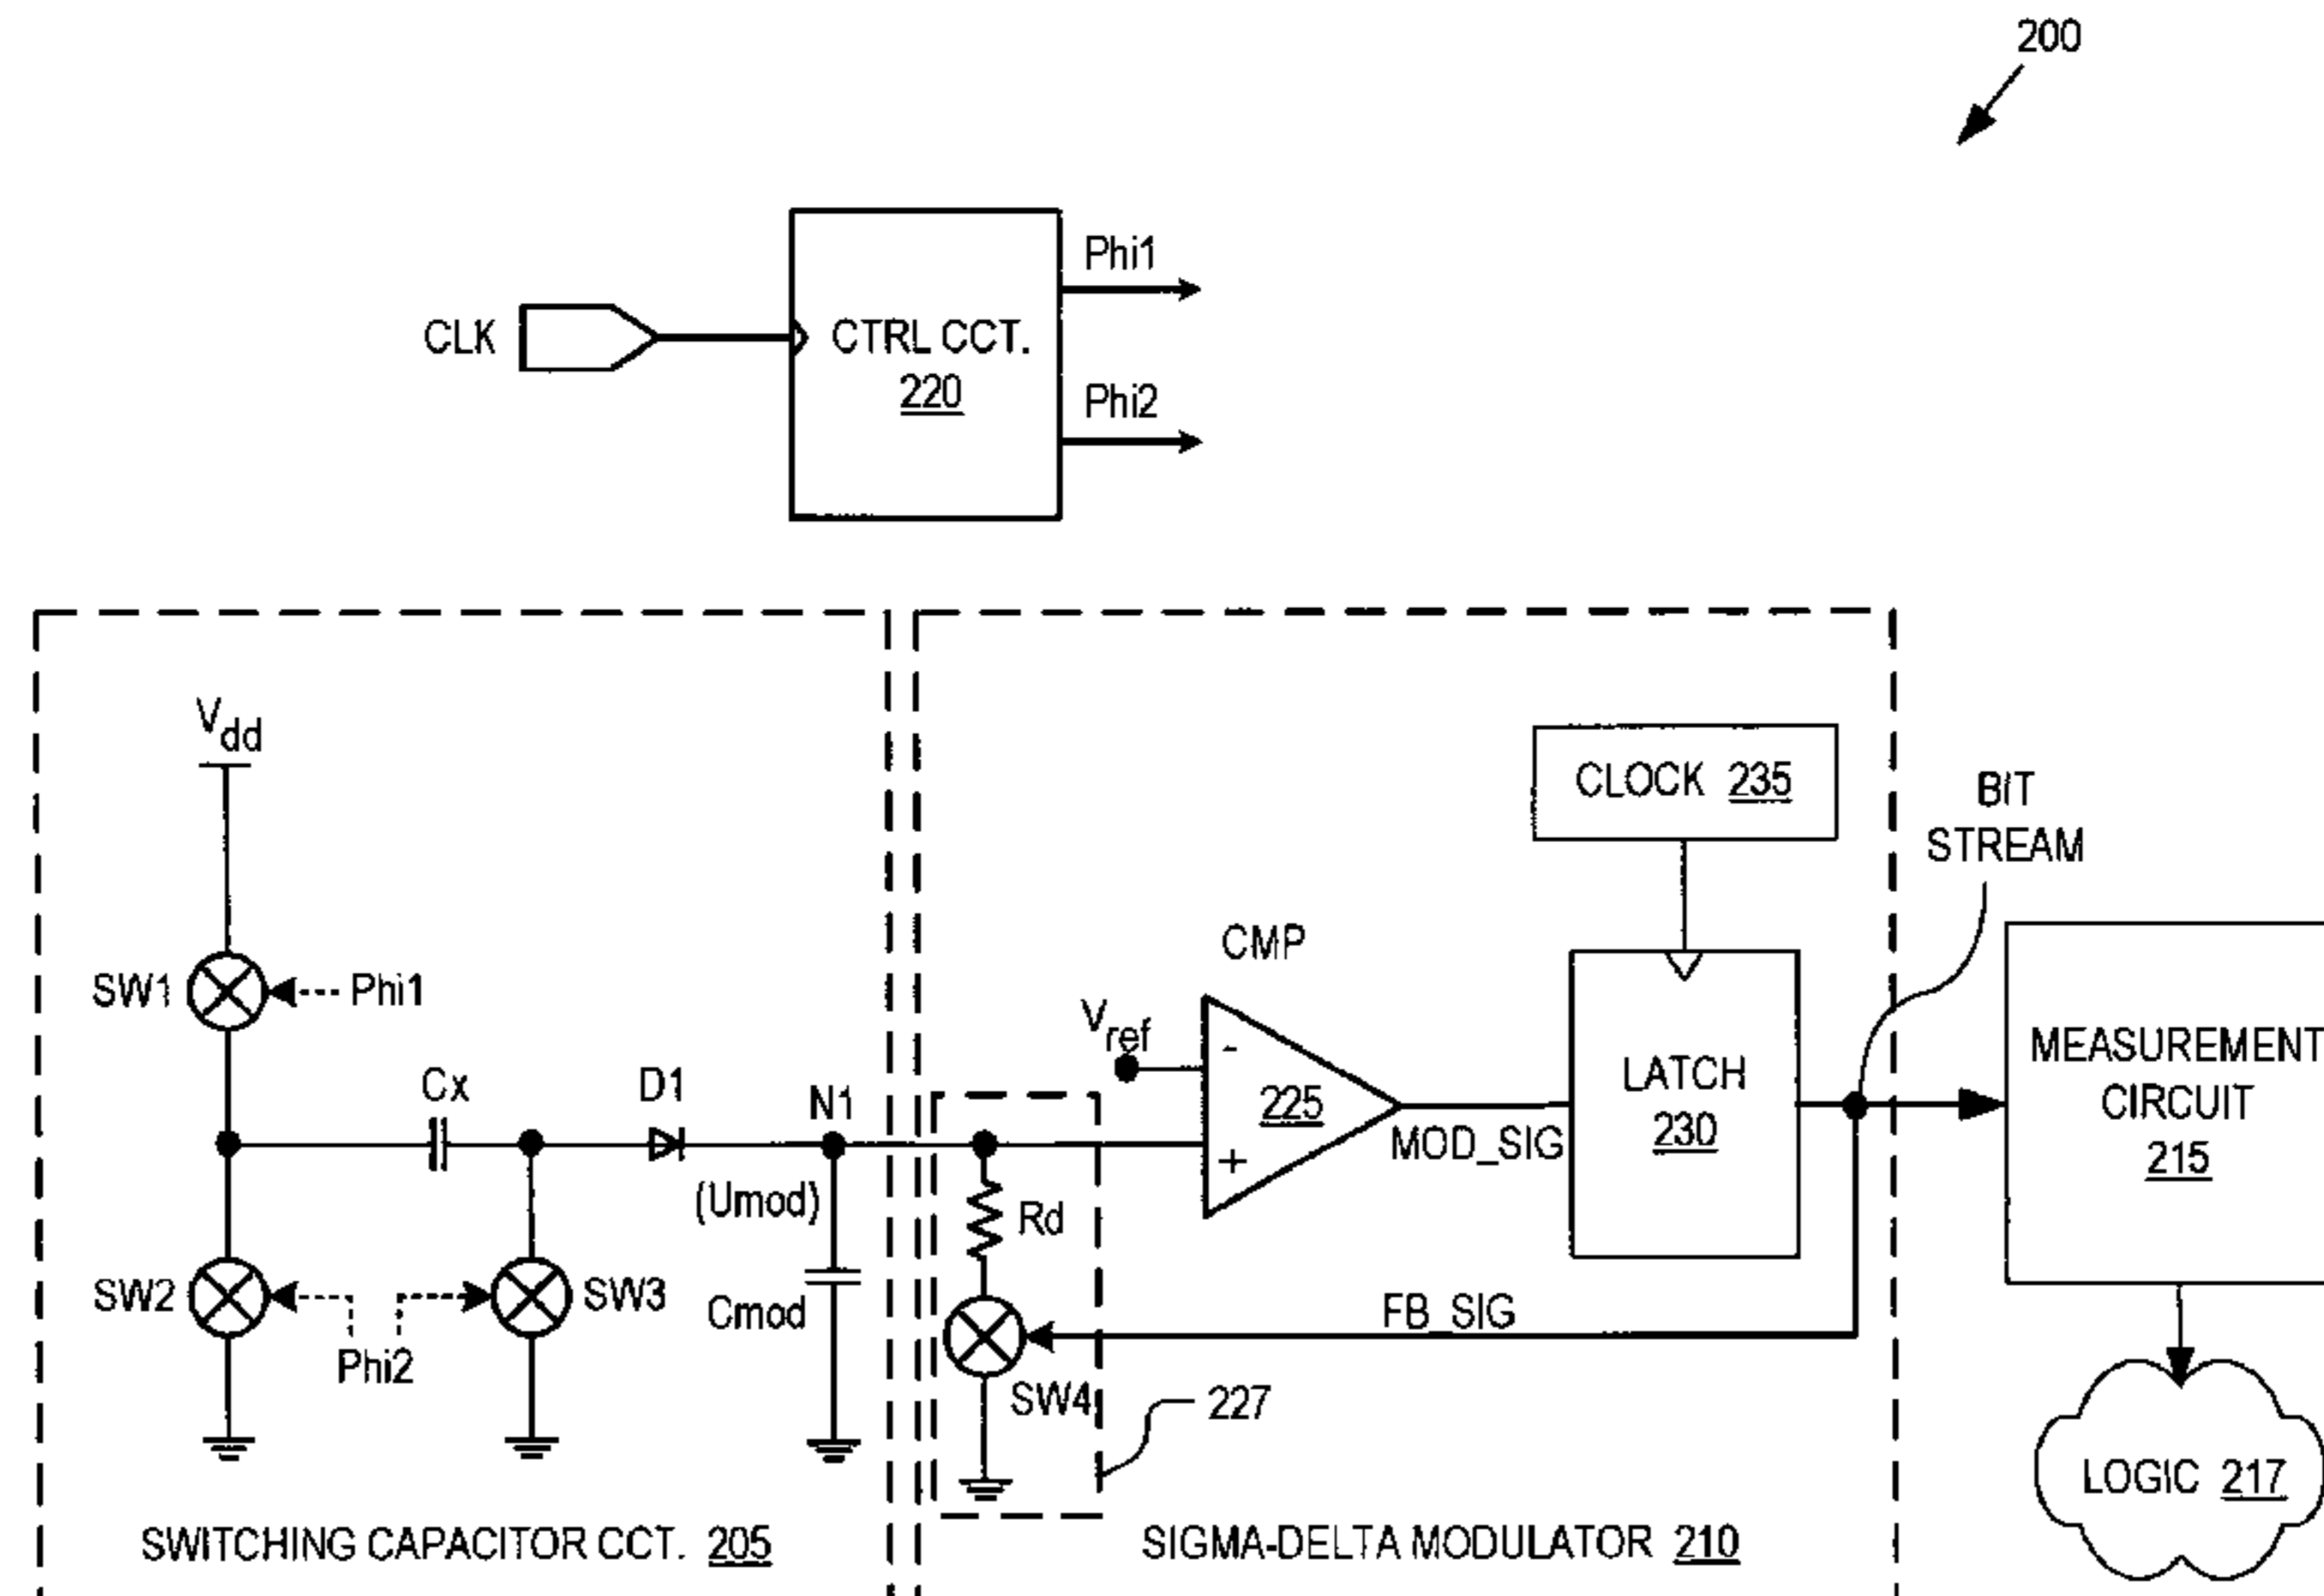 200
Phi1
CLK
CTRL CCT.
220
Phi2
Vdd
CLOCK 235
BIT
STREAM
CMP
SW1
Phi1
Vref
-
225
+
MOD_SIG
LATCH
230
MEASUREMENT
CIRCUIT
215
Cx
D1
N1
(Umod)
Rd
SW2
SW3
Cmod
FB_SIG
Phi2
SW4
227
LOGIC 217
SWITCHING CAPACITOR CCT. 205
SIGMA-DELTA MODULATOR 210